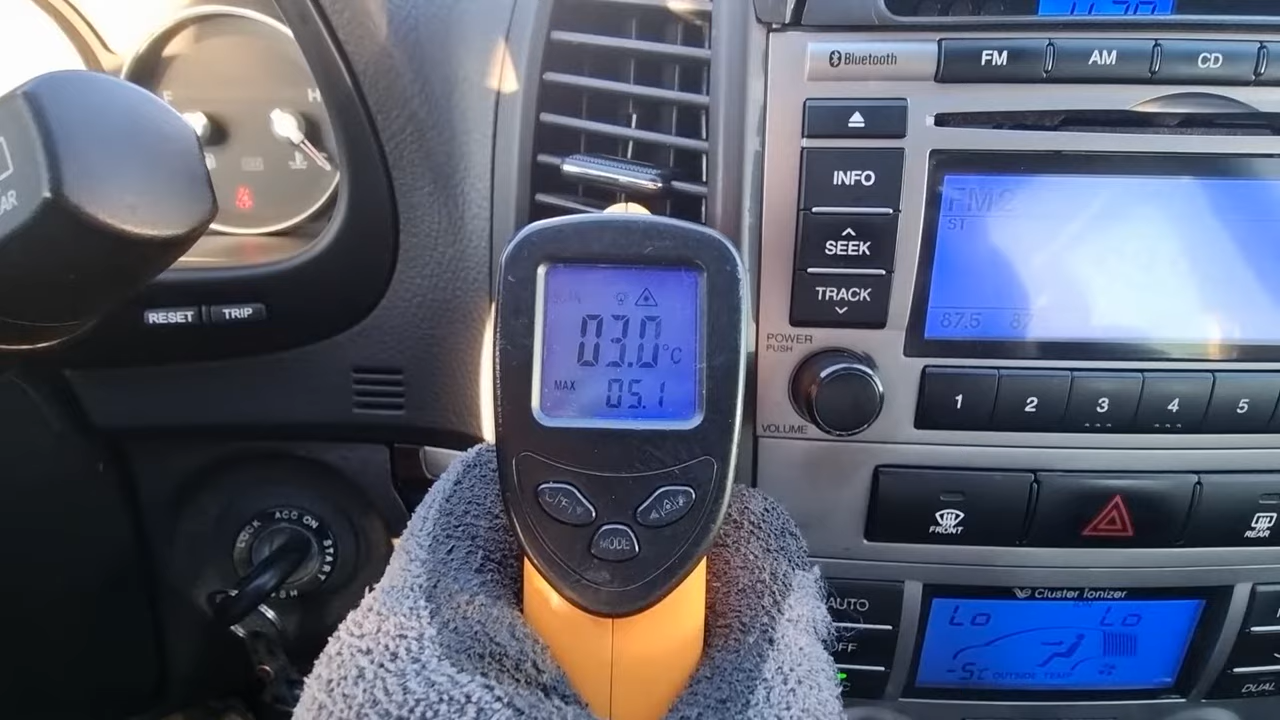 Bluetooth
FM
AM
CD
INFO
SEEK
TRACK
POWER
PUSH
VOLUME
FM2
ST
87.5
1
2
3
4
5
FRONT
REAR
H
RESET
TRIP
LOCK
ACC
ON
START
SCAN
03.0°C
MAX 05.1
°C/°F/▼
MODE
Cluster Ionizer
AUTO
Lo
Lo
-5c OUTSIDE TEMP
DUAL